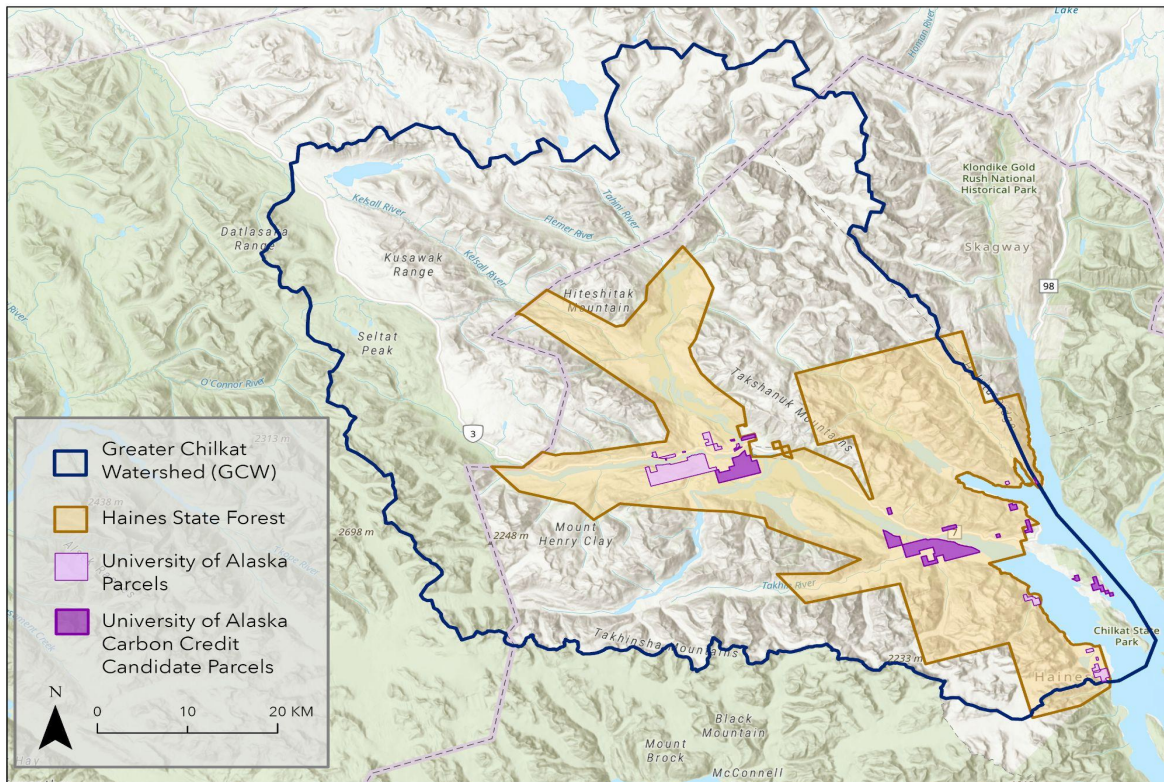 Lake
Homan River
Klondike Gold
Rush National
Historical Park
Kelsall River
Tahini River
Flemer River
Datlasaka
Range
Kusawak
Range
Kelsall River
Skagway
98
Hiteshitak
Mountain
Seltat
Peak
River
O'Connor River
Takshanuk Mountains
3
2313 m
2438 m
2698 m
2248 m
Mount
Henry Clay
7
Takhin River
Chilkat State
Park
Takhinsha Mountains
2233 m
Haines
Black
Mountain
Mount
Brock
McConnell
Hay
Greater Chilkat
Watershed (GCW)
Haines State Forest
University of Alaska
Parcels
University of Alaska
Carbon Credit
Candidate Parcels
N
0 10 20 KM